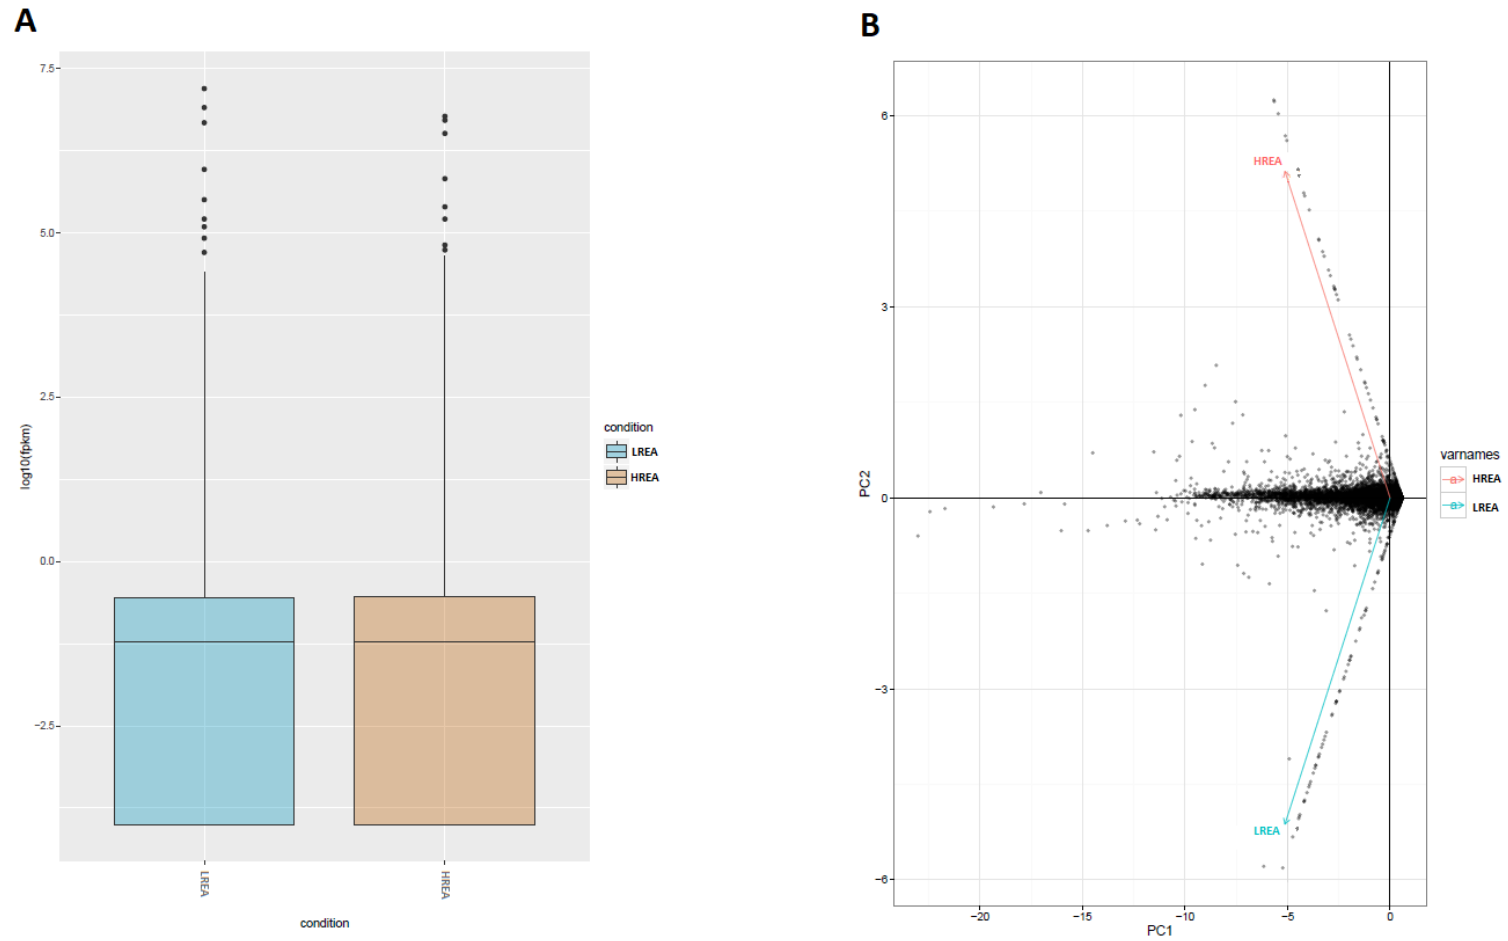 A
7.5
5.0
2.5
0.0
−2.5
log10(fpkm)
LREA
HREA
condition
condition
LREA
HREA
B
6
3
0
−3
−6
PC2
HREA
LREA
−20
−15
−10
−5
0
PC1
varnames
a HREA
a LREA